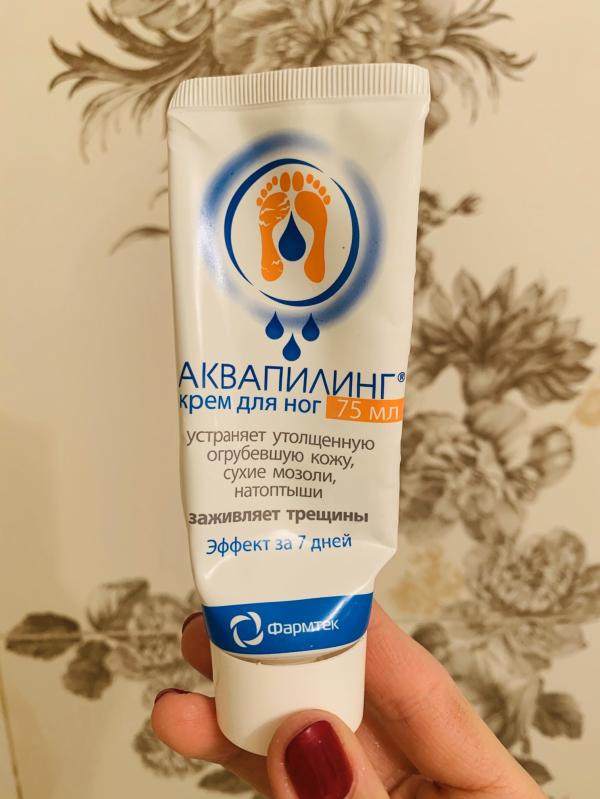 АКВАПИЛИНГ®
крем для ног 75 мл
устраняет утолщенную
огрубевшую кожу,
сухие мозоли,
натоптыши
заживляет трещины
Эффект за 7 дней
Фармтек